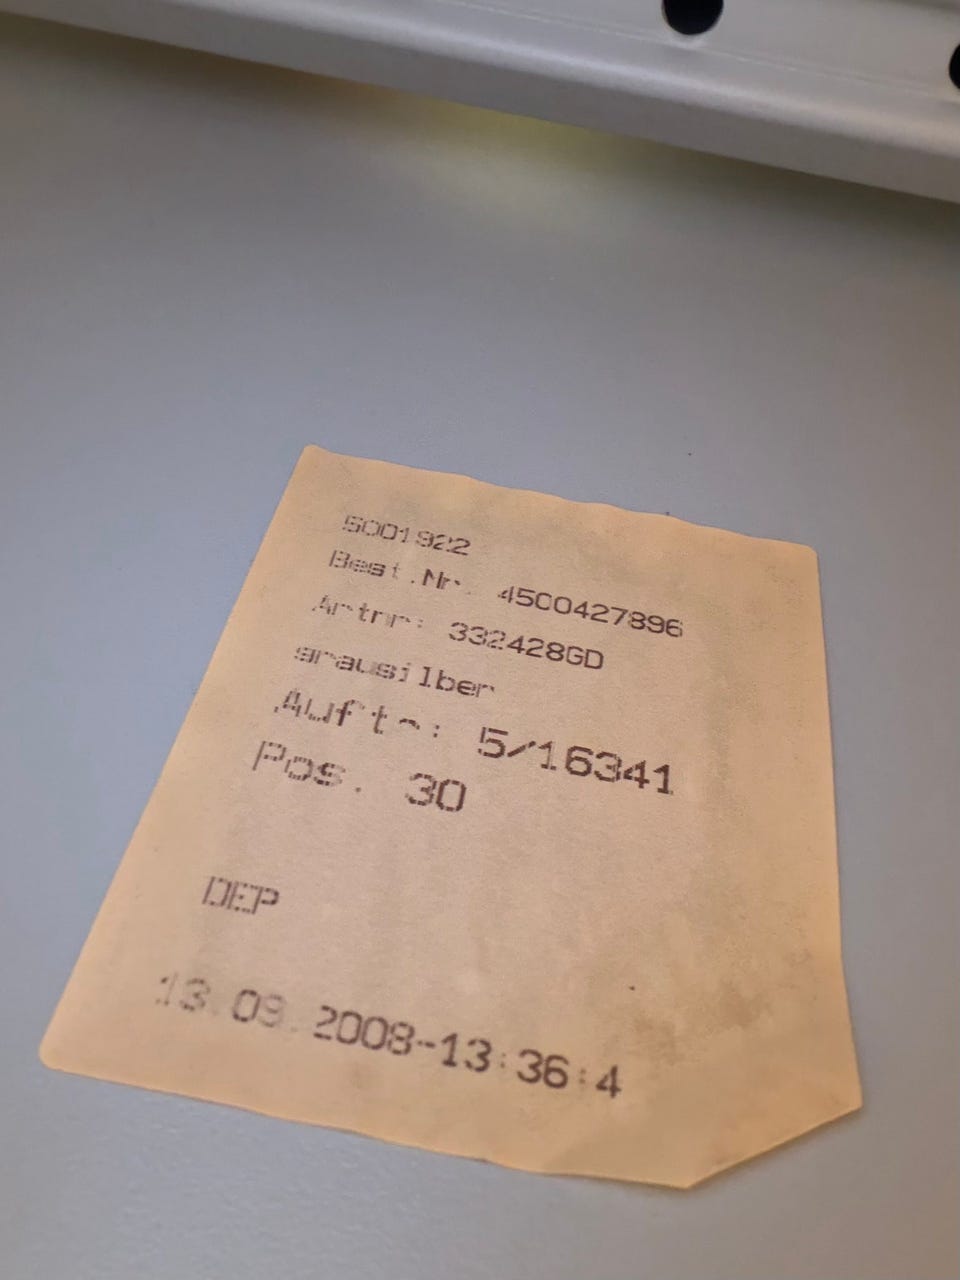 5001922
Best.Nr. 4500427896
Artnr: 332428GD
grausilber
Auftr: 5/16341
Pos. 30
DEP
13.09.2008-13:36:4